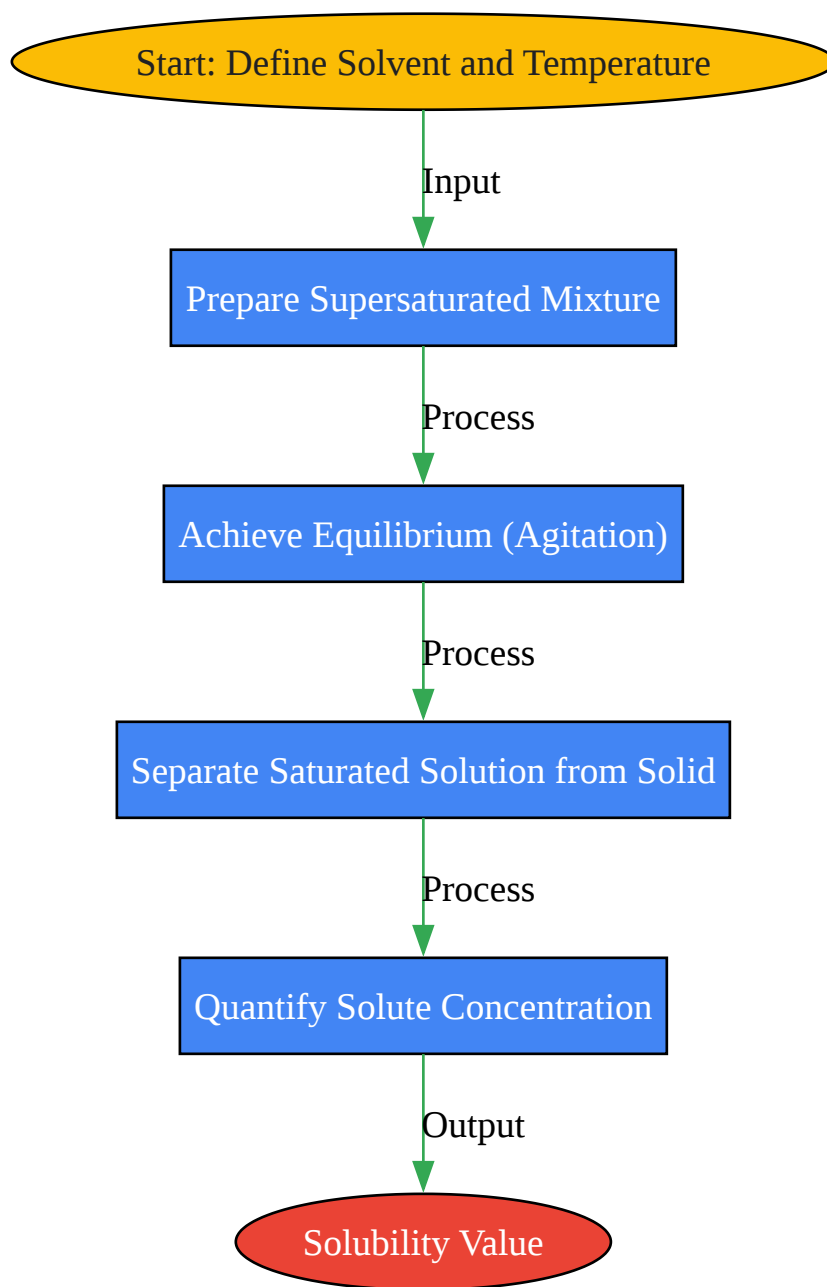 Start: Define Solvent and Temperature
Input
Prepare Supersaturated Mixture
Process
Achieve Equilibrium (Agitation)
Process
Separate Saturated Solution from Solid
Process
Quantify Solute Concentration
Output
Solubility Value